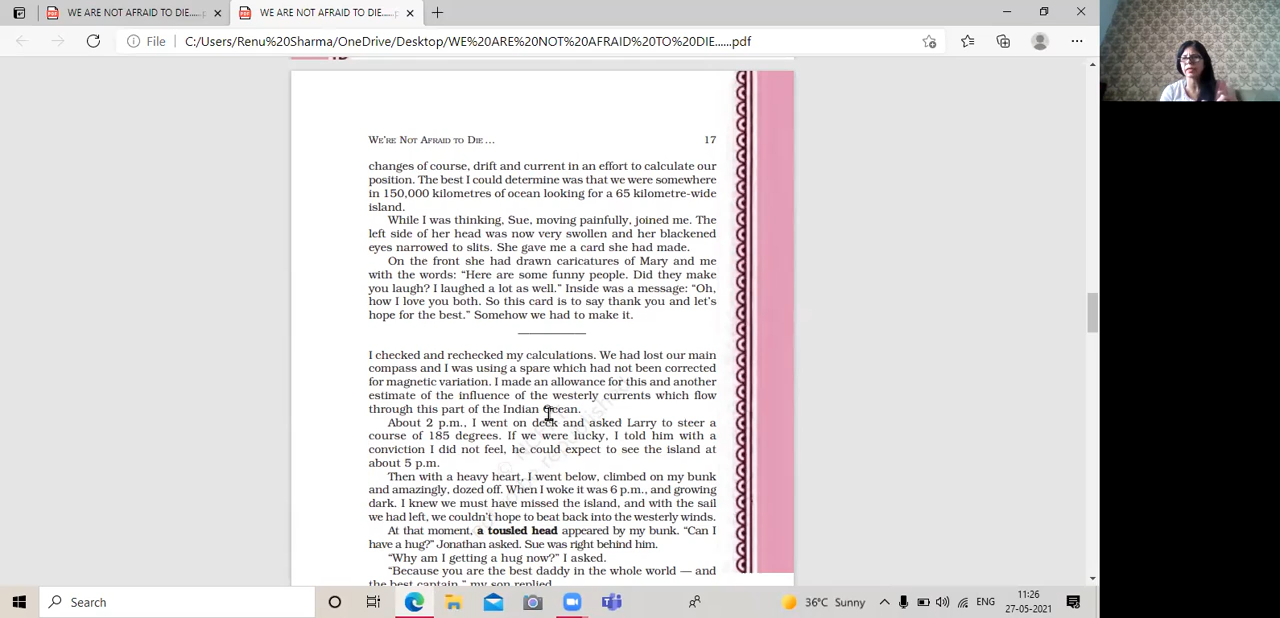 WE ARE NOT AFRAID TO DIE.....pdf
WE ARE NOT AFRAID TO DIE.....pdf
File
C:/Users/Renu%20Sharma/OneDrive/Desktop/WE%20ARE%20NOT%20AFRAID%20TO%20DIE......pdf
WE'RE NOT AFRAID TO DIE... 17
changes of course, drift and current in an effort to calculate our
position. The best I could determine was that we were somewhere
in 150,000 kilometres of ocean looking for a 65 kilometre-wide
island.
While I was thinking, Sue, moving painfully, joined me. The
left side of her head was now very swollen and her blackened
eyes narrowed to slits. She gave me a card she had made.
On the front she had drawn caricatures of Mary and me
with the words: “Here are some funny people. Did they make
you laugh? I laughed a lot as well.” Inside was a message: “Oh,
how I love you both. So this card is to say thank you and let's
hope for the best.” Somehow we had to make it.
I checked and rechecked my calculations. We had lost our main
compass and I was using a spare which had not been corrected
for magnetic variation. I made an allowance for this and another
estimate of the influence of the westerly currents which flow
through this part of the Indian Ocean.
About 2 p.m., I went on deck and asked Larry to steer a
course of 185 degrees. If we were lucky, I told him with a
conviction I did not feel, he could expect to see the island at
about 5 p.m.
Then with a heavy heart, I went below, climbed on my bunk
and amazingly, dozed off. When I woke it was 6 p.m., and growing
dark. I knew we must have missed the island, and with the sail
we had left, we couldn't hope to beat back into the westerly winds.
At that moment, a tousled head appeared by my bunk. “Can I
have a hug?” Jonathan asked. Sue was right behind him.
“Why am I getting a hug now?” I asked.
“Because you are the best daddy in the whole world — and
the best captain,” my son replied.
Search
36°C Sunny
ENG
11:26
27-05-2021